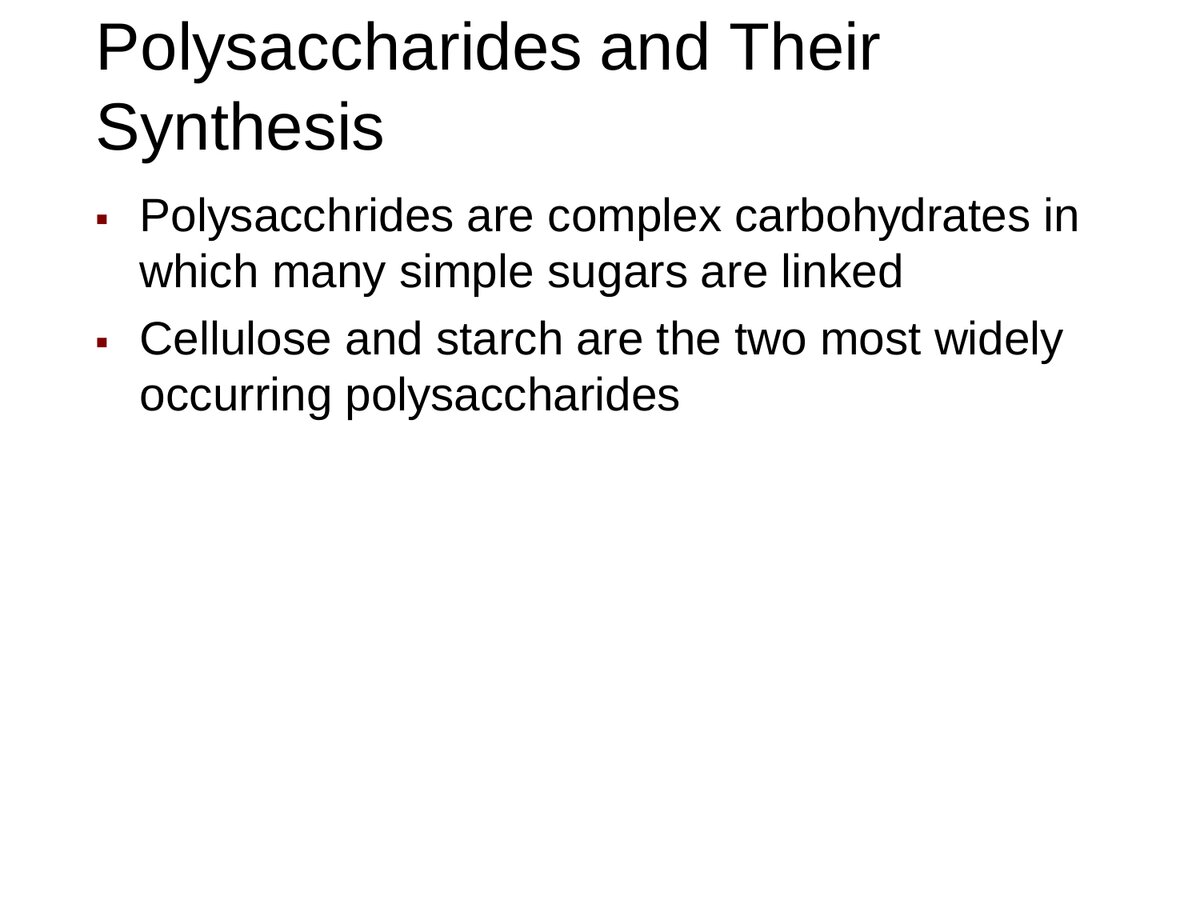 Polysaccharides and Their
Synthesis
▪ Polysacchrides are complex carbohydrates in
which many simple sugars are linked
▪ Cellulose and starch are the two most widely
occurring polysaccharides